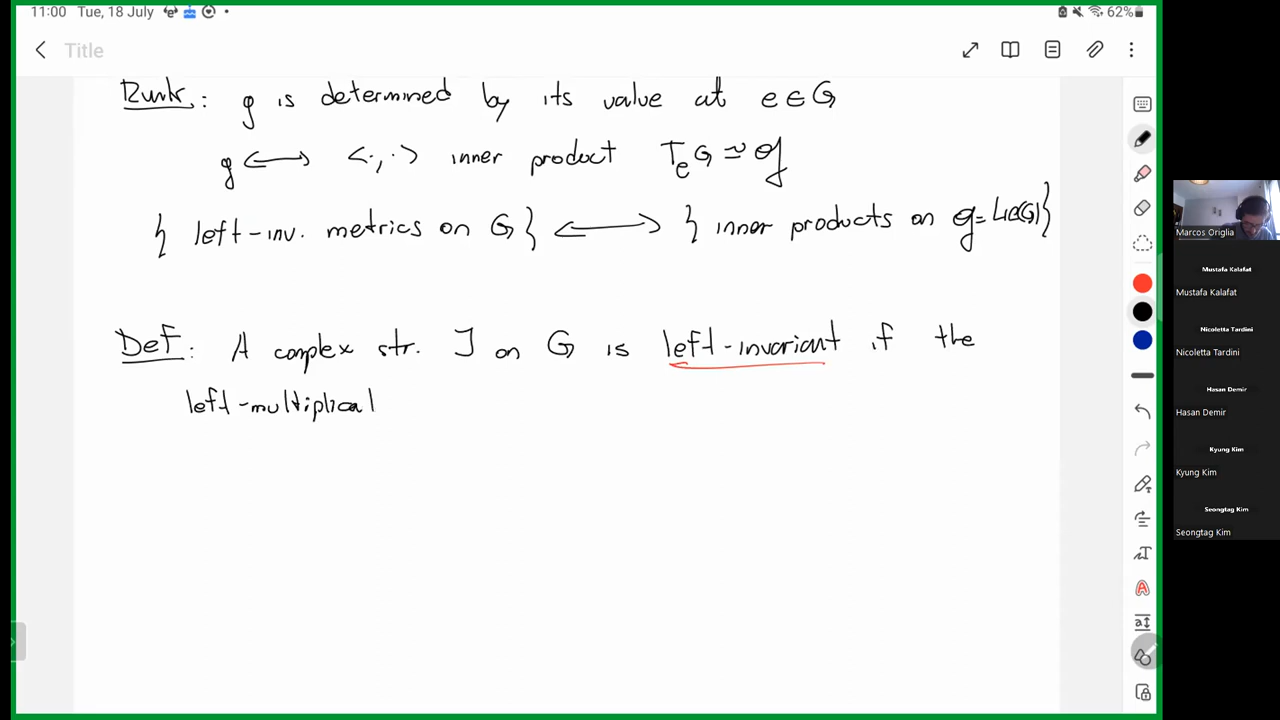 11:00 Tue, 18 July
62%
Title
Rmk.: g is determined by its value at e ∈ G
g ⟷ <·,·> inner product T_e G ≃ 𝔤
{ left-inv. metrics on G } ⟷ { inner products on 𝔤 = Lie(G) }
Def: A complex str. J on G is left-invariant if the
left-multiplical
Marcos Origlia
Mustafa Kalafat
Mustafa Kalafat
Nicoletta Tardini
Nicoletta Tardini
Hasan Demir
Hasan Demir
Kyung Kim
Kyung Kim
Seongtag Kim
Seongtag Kim